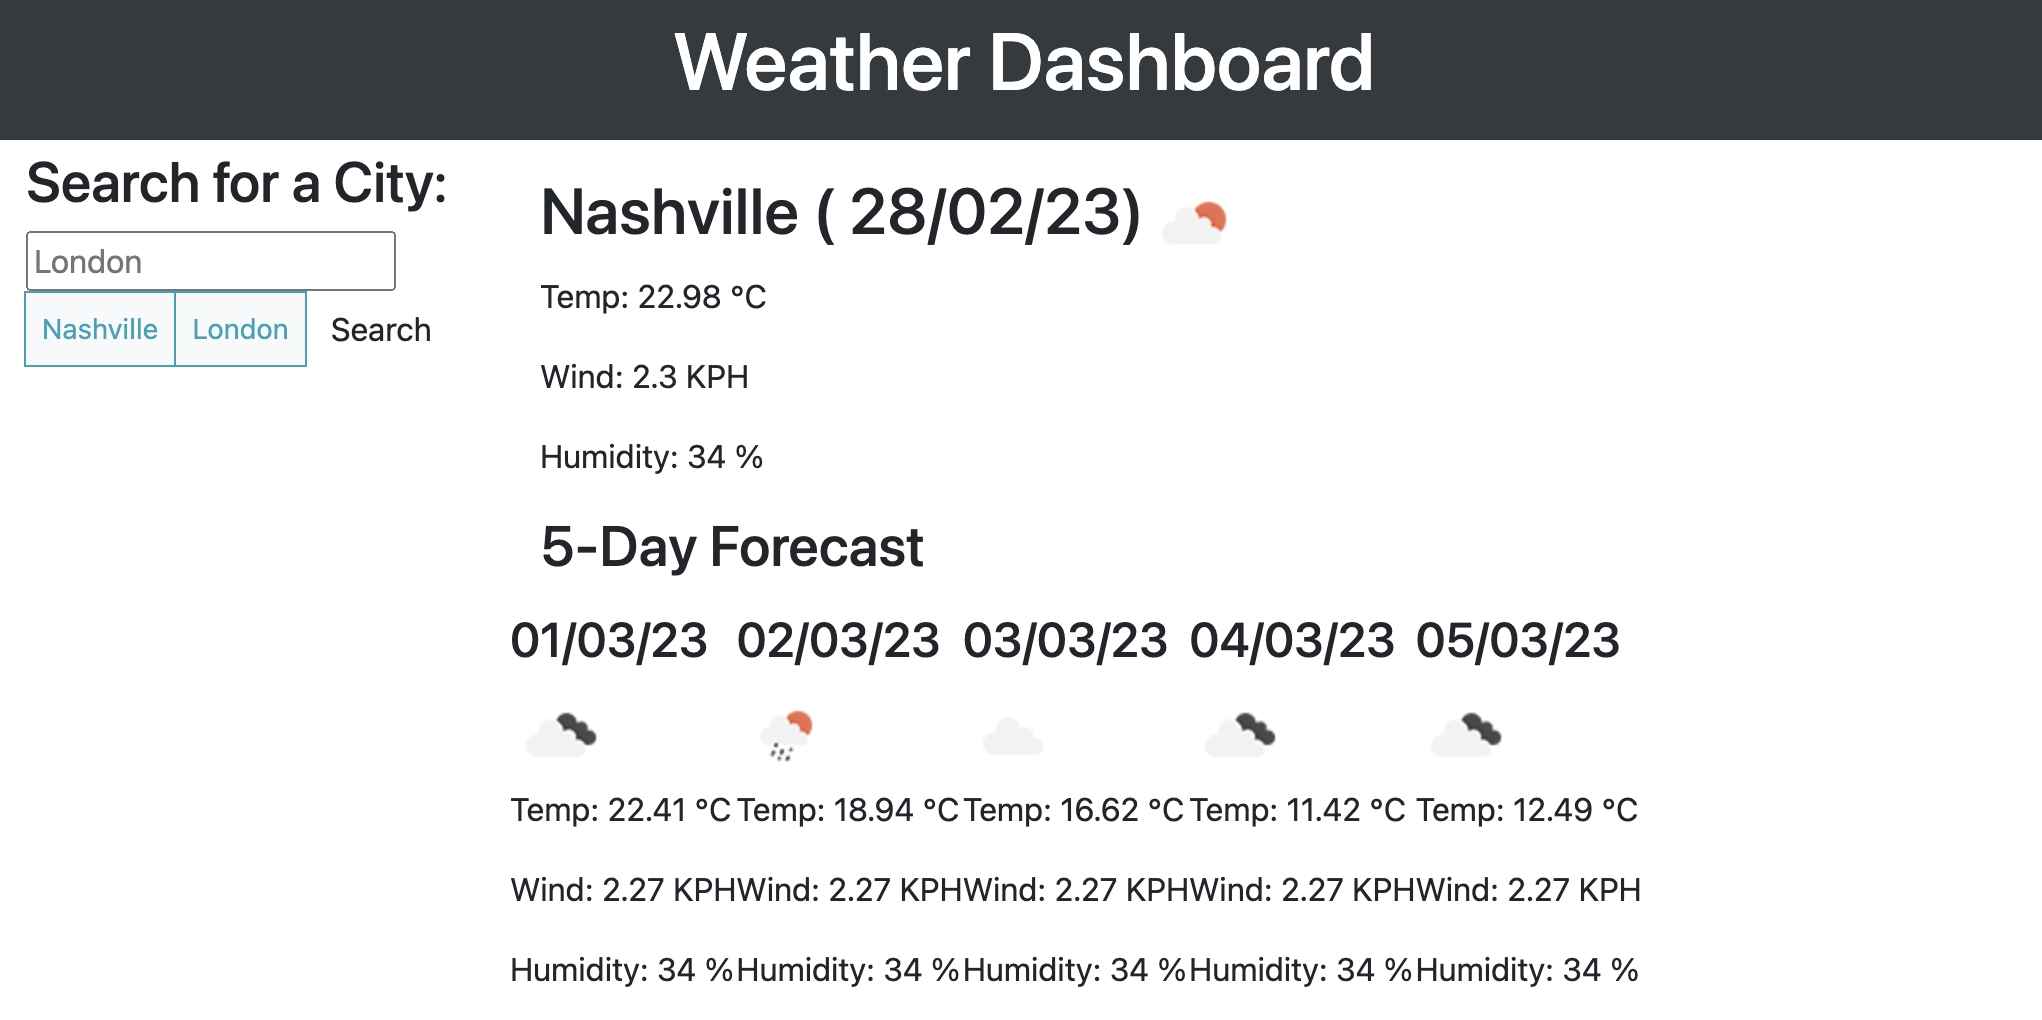 Weather Dashboard
Search for a City:
London
Nashville London Search
Nashville ( 28/02/23)
Temp: 22.98 °C
Wind: 2.3 KPH
Humidity: 34 %
5-Day Forecast
01/03/23 02/03/23 03/03/23 04/03/23 05/03/23
Temp: 22.41 °C Temp: 18.94 °C Temp: 16.62 °C Temp: 11.42 °C Temp: 12.49 °C
Wind: 2.27 KPH Wind: 2.27 KPH Wind: 2.27 KPH Wind: 2.27 KPH Wind: 2.27 KPH
Humidity: 34 % Humidity: 34 % Humidity: 34 % Humidity: 34 % Humidity: 34 %